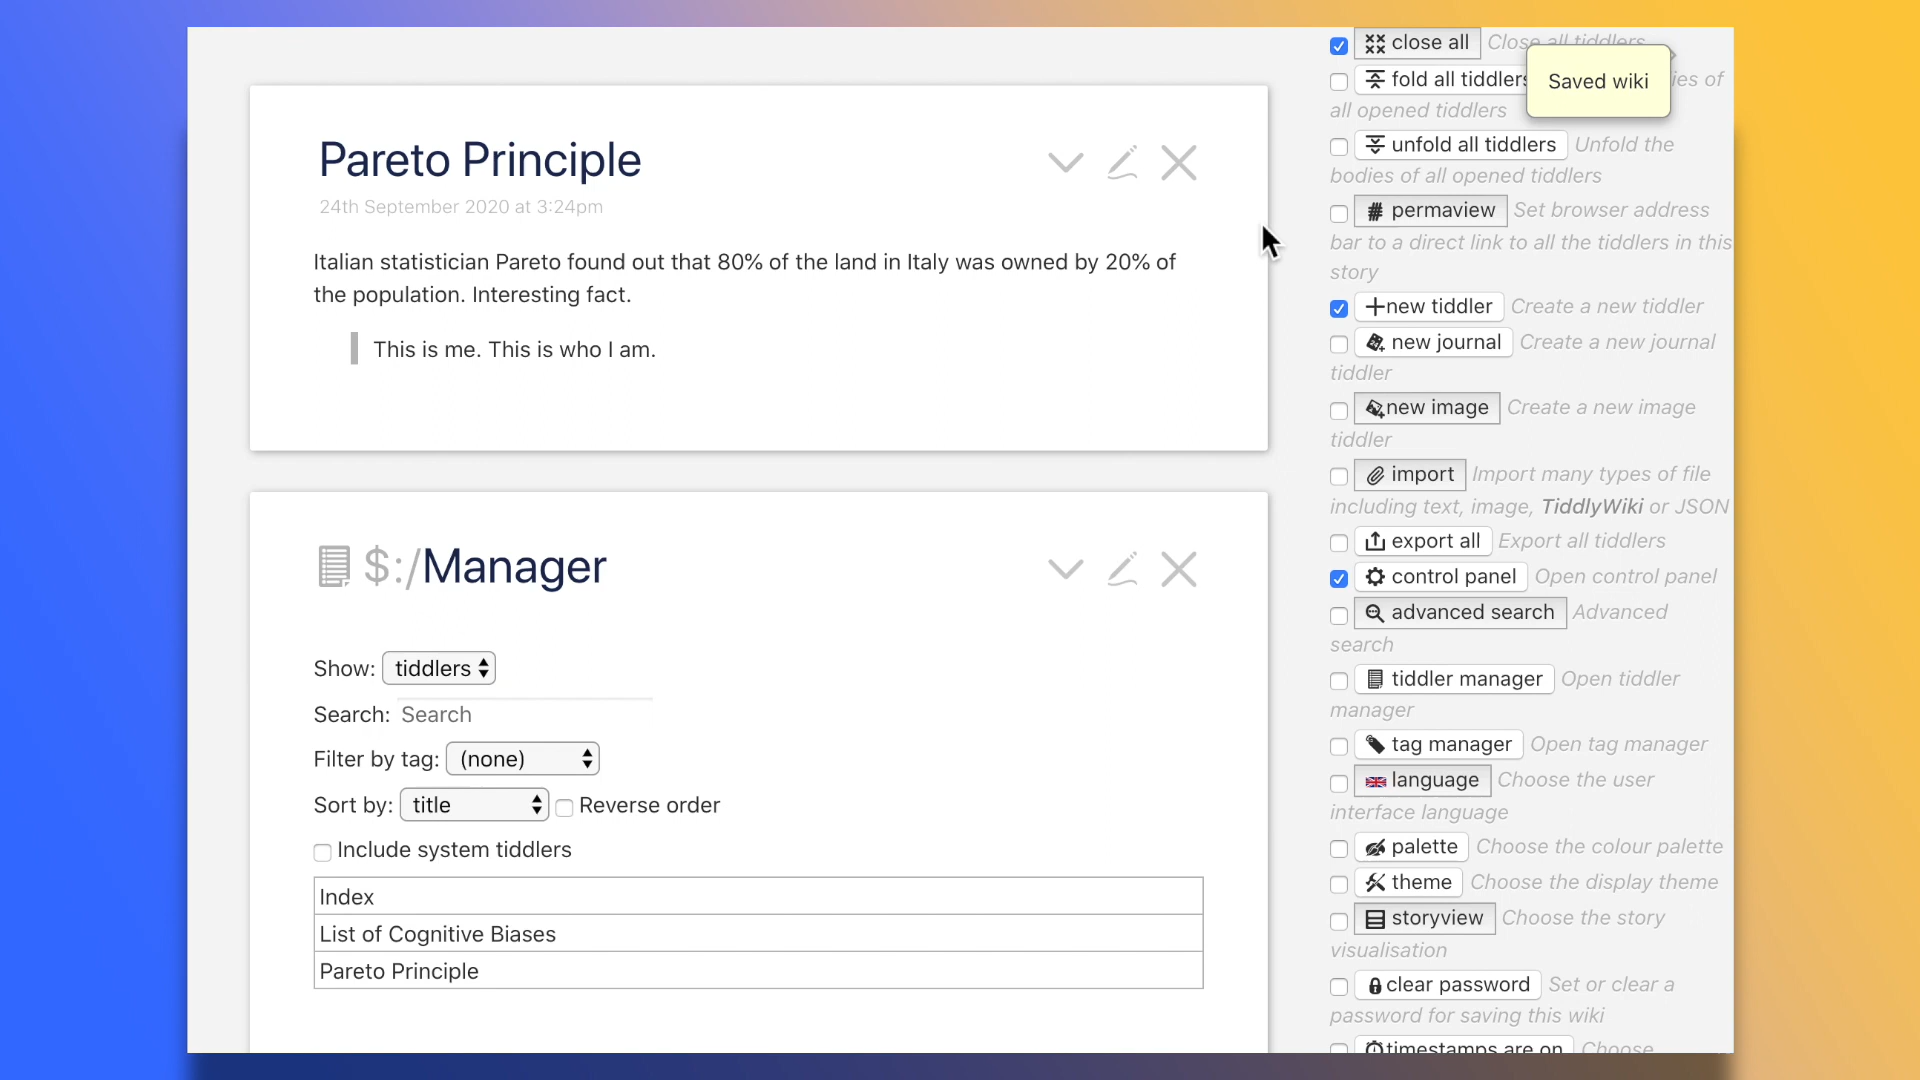 Pareto Principle
24th September 2020 at 3:24pm
Italian statistician Pareto found out that 80% of the land in Italy was owned by 20% of
the population. Interesting fact.
This is me. This is who I am.
$:/Manager
Show: tiddlers
Search: Search
Filter by tag: (none)
Sort by: title Reverse order
Include system tiddlers
Index
List of Cognitive Biases
Pareto Principle
close all Close all tiddlers
Saved wiki
fold all tiddlers ies of
all opened tiddlers
unfold all tiddlers Unfold the
bodies of all opened tiddlers
permaview Set browser address
bar to a direct link to all the tiddlers in this
story
new tiddler Create a new tiddler
new journal Create a new journal
tiddler
new image Create a new image
tiddler
import Import many types of file
including text, image, TiddlyWiki or JSON
export all Export all tiddlers
control panel Open control panel
advanced search Advanced
search
tiddler manager Open tiddler
manager
tag manager Open tag manager
language Choose the user
interface language
palette Choose the colour palette
theme Choose the display theme
storyview Choose the story
visualisation
clear password Set or clear a
password for saving this wiki
timestamps are on Choose